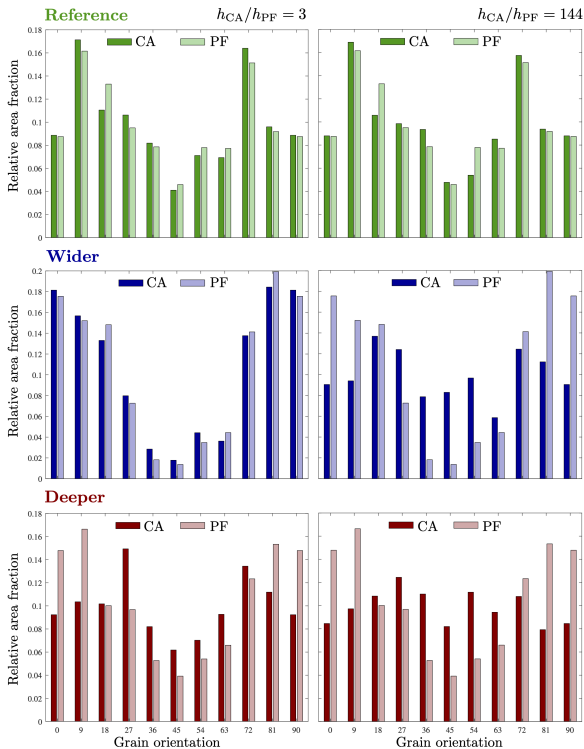 Reference
h_CA/h_PF = 3
h_CA/h_PF = 144
CA PF
CA PF
Relative area fraction
0.18
0.16
0.14
0.12
0.1
0.08
0.06
0.04
0.02
0
Wider
CA PF
CA PF
Relative area fraction
0.2
0.18
0.16
0.14
0.12
0.1
0.08
0.06
0.04
0.02
0
Deeper
CA PF
CA PF
Relative area fraction
0.18
0.16
0.14
0.12
0.1
0.08
0.06
0.04
0.02
0
0 9 18 27 36 45 54 63 72 81 90
0 9 18 27 36 45 54 63 72 81 90
Grain orientation
Grain orientation